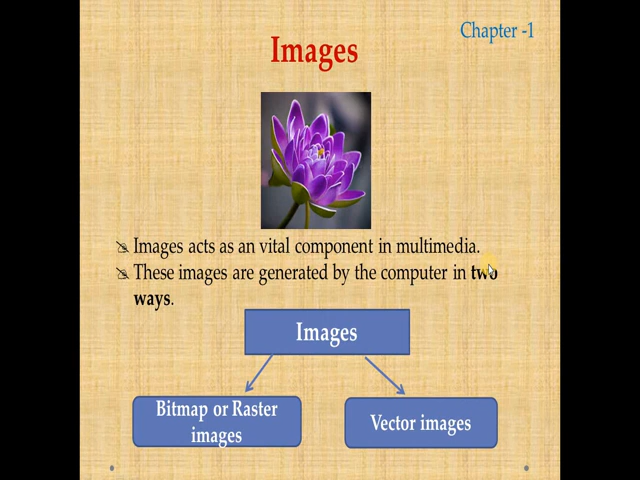 Chapter -1
Images
Images acts as an vital component in multimedia.
These images are generated by the computer in two
ways.
Images
Bitmap or Raster
images
Vector images